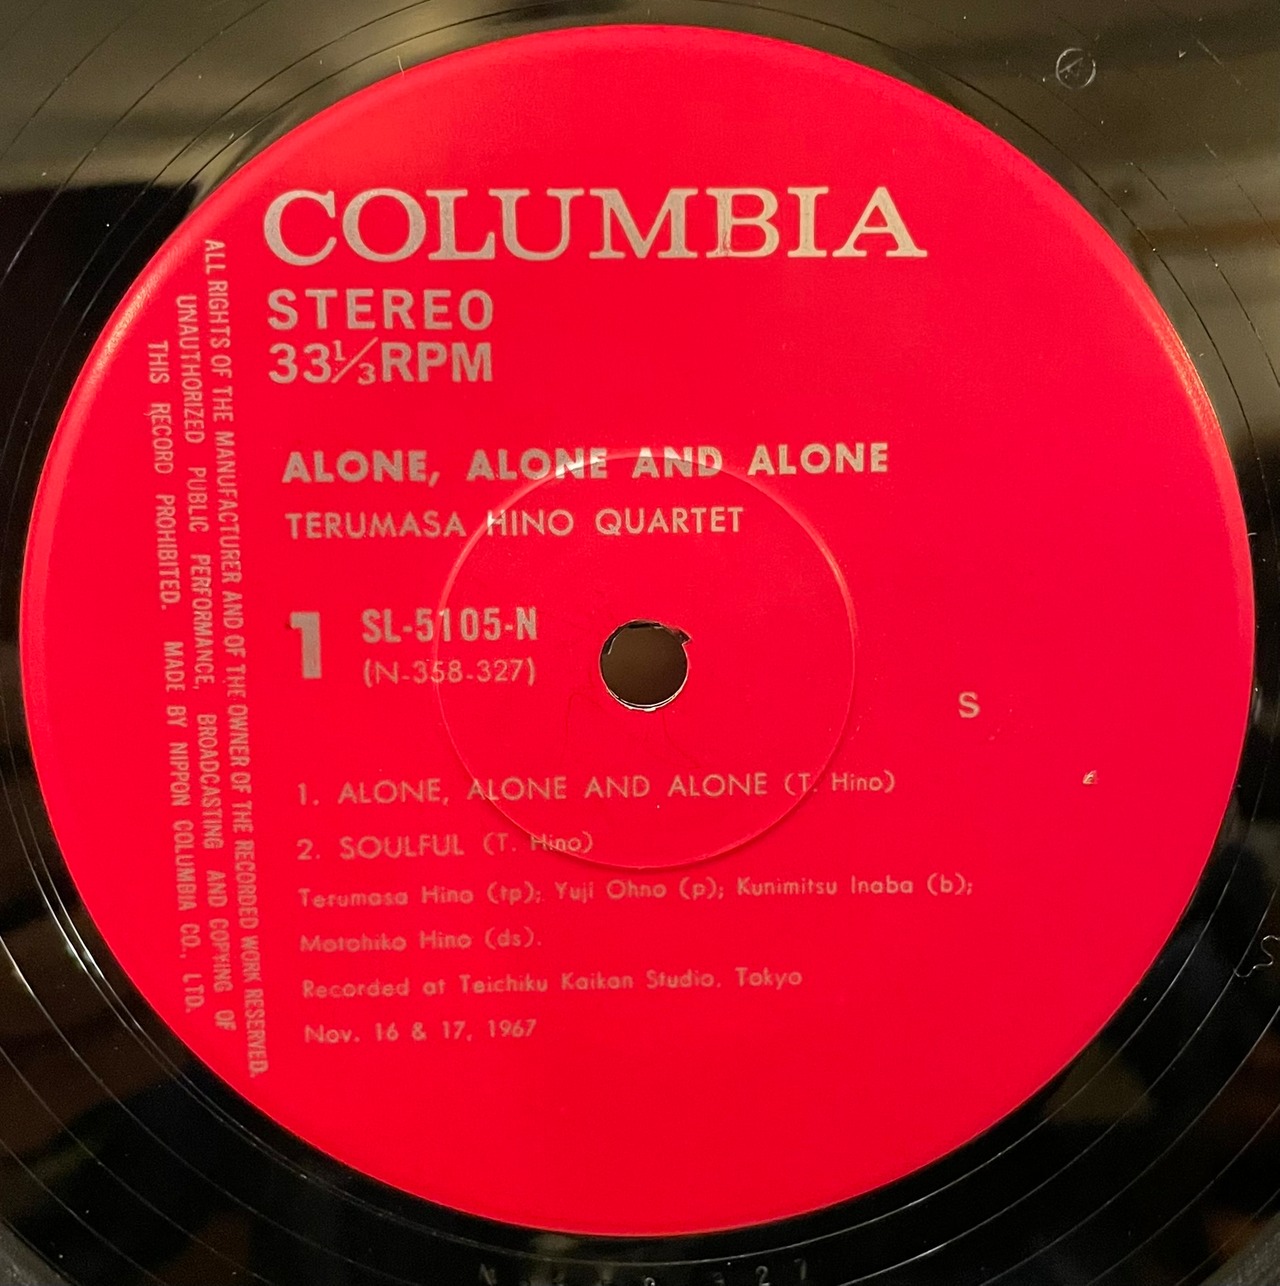 COLUMBIA
STEREO
33⅓RPM
ALONE, ALONE AND ALONE
TERUMASA HINO QUARTET
1 SL-5105-N
(N-358-327)
S
1. ALONE, ALONE AND ALONE (T. Hino)
2. SOULFUL (T. Hino)
Terumasa Hino (tp); Yuji Ohno (p); Kunimitsu Inaba (b);
Motohiko Hino (ds).
Recorded at Teichiku Kaikan Studio, Tokyo
Nov. 16 & 17, 1967
ALL RIGHTS OF THE MANUFACTURER AND OF THE OWNER OF THE RECORDED WORK RESERVED.
UNAUTHORIZED PUBLIC PERFORMANCE, BROADCASTING AND COPYING OF
THIS RECORD PROHIBITED. MADE BY NIPPON COLUMBIA CO., LTD.